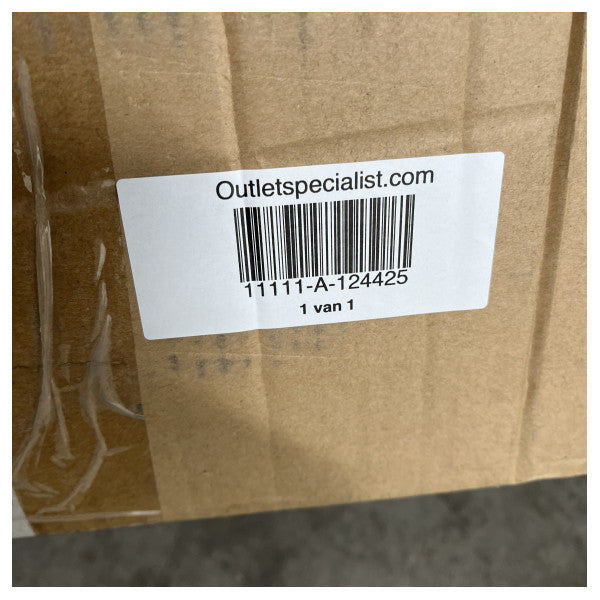 Outletspecialist.com
11111-A-124425
1 van 1